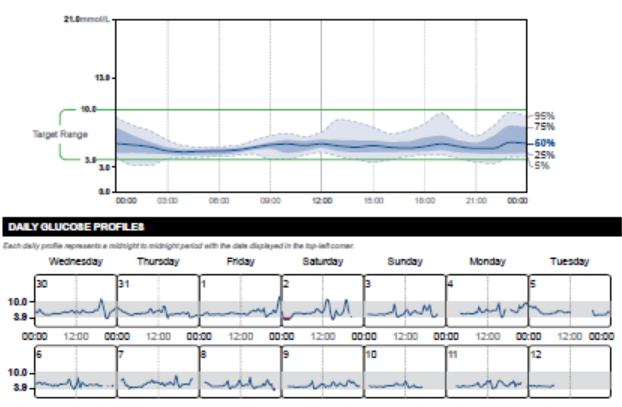 21.0mmol/L
13.9
10.0
Target Range
3.9
3.0
0.0
95%
75%
50%
25%
5%
00:00 03:00 06:00 09:00 12:00 15:00 18:00 21:00 00:00
DAILY GLUCOSE PROFILES
Each daily profile represents a midnight to midnight period with the date displayed in the top-left corner.
Wednesday Thursday Friday Saturday Sunday Monday Tuesday
30 31 1 2 3 4 5
10.0
3.9
00:00 12:00 00:00 12:00 00:00 12:00 00:00 12:00 00:00 12:00 00:00 12:00 00:00 12:00 00:00
6 7 8 9 10 11 12
10.0
3.9